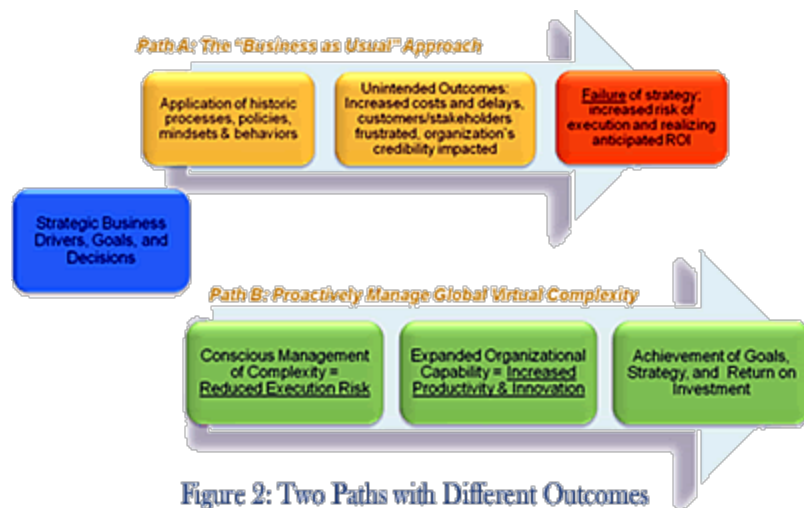 Path A: The "Business as Usual" Approach
Application of historic
processes, policies,
mindsets & behaviors
Unintended Outcomes:
Increased costs and delays,
customers/stakeholders
frustrated, organization's
credibility impacted
Failure of strategy;
increased risk of
execution and realizing
anticipated ROI
Strategic Business
Drivers, Goals, and
Decisions
Path B: Proactively Manage Global Virtual Complexity
Conscious Management
of Complexity =
Reduced Execution Risk
Expanded Organizational
Capability = Increased
Productivity & Innovation
Achievement of Goals,
Strategy, and Return on
Investment
Figure 2: Two Paths with Different Outcomes